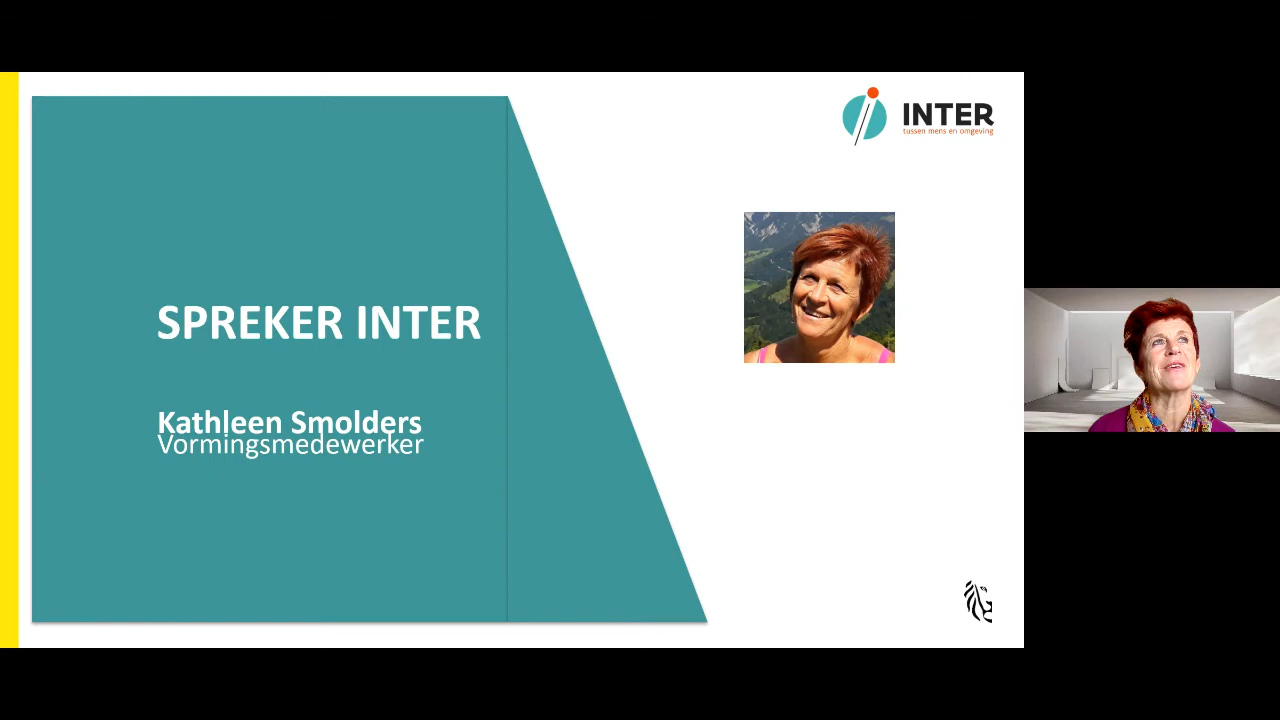 INTER
tussen mens en omgeving
SPREKER INTER
Kathleen Smolders
Vormingsmedewerker